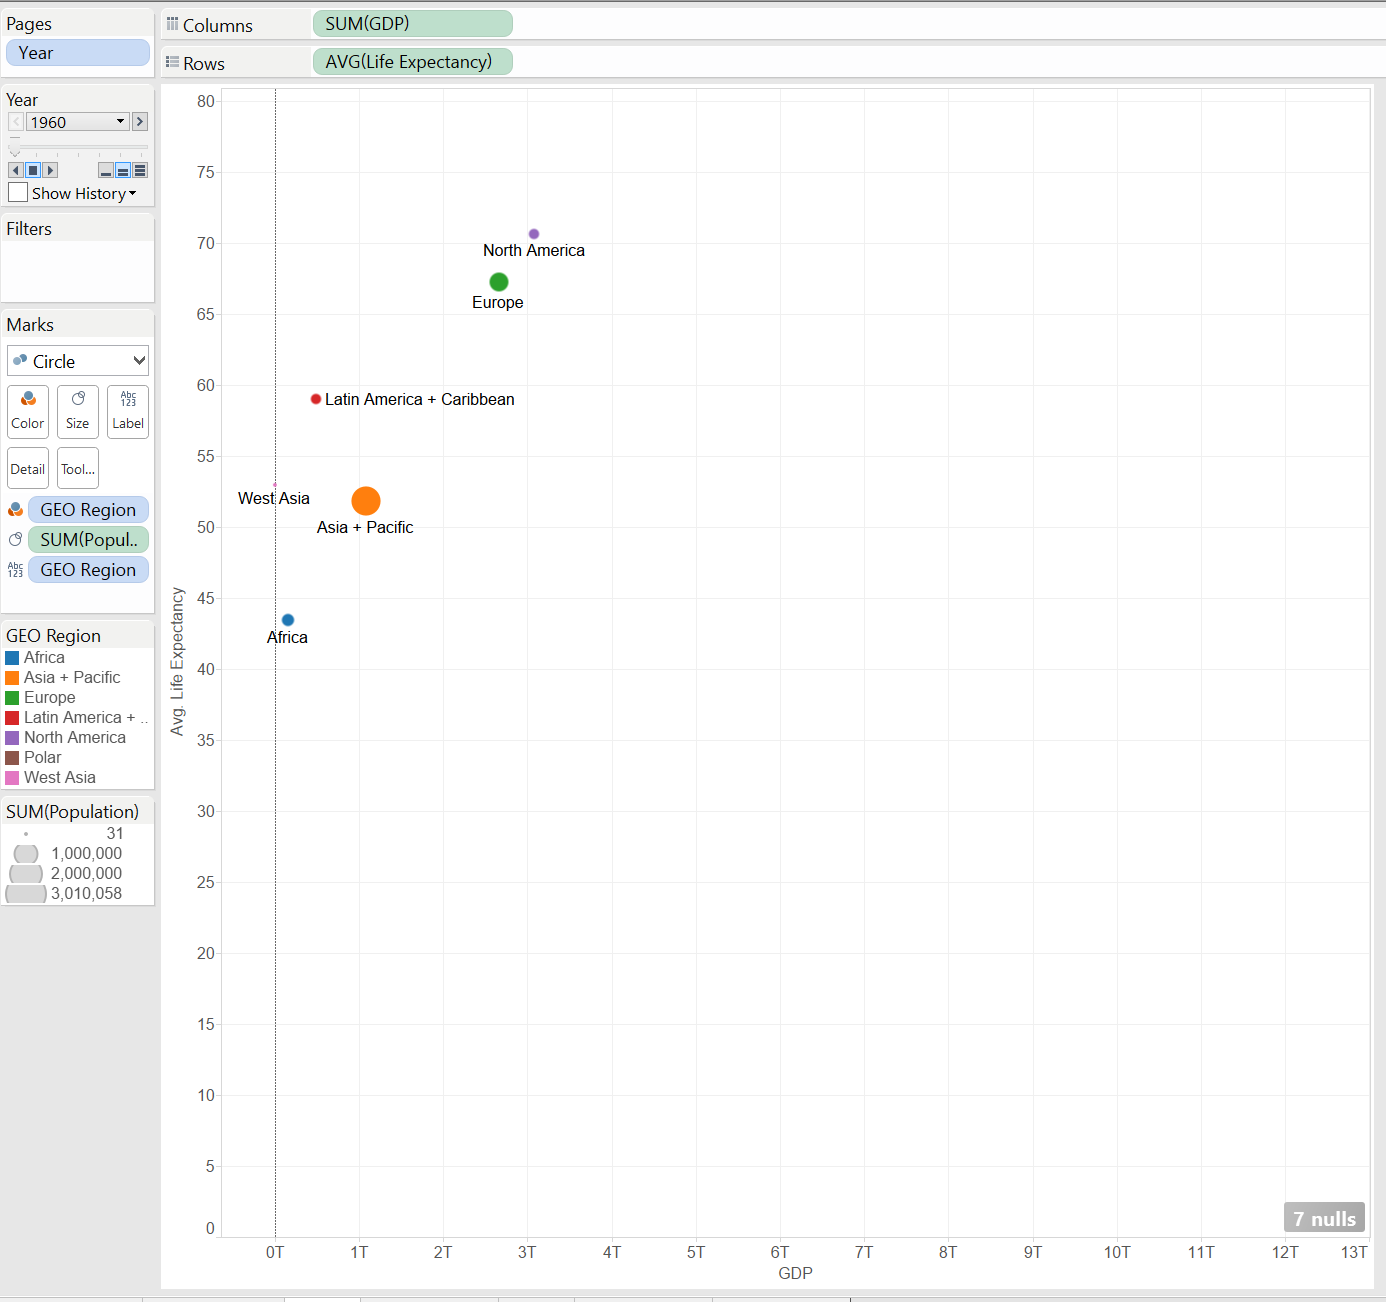 Pages
Year
Columns
SUM(GDP)
Rows
AVG(Life Expectancy)
Year
1960
Show History
Filters
Marks
Circle
Color
Size
Abc
123
Label
Detail
Tool...
GEO Region
SUM(Popul..
Abc
123
GEO Region
GEO Region
Africa
Asia + Pacific
Europe
Latin America + ..
North America
Polar
West Asia
SUM(Population)
31
1,000,000
2,000,000
3,010,058
Avg. Life Expectancy
80
75
70
65
60
55
50
45
40
35
30
25
20
15
10
5
0
North America
Europe
Latin America + Caribbean
West Asia
Asia + Pacific
Africa
7 nulls
0T 1T 2T 3T 4T 5T 6T 7T 8T 9T 10T 11T 12T 13T
GDP